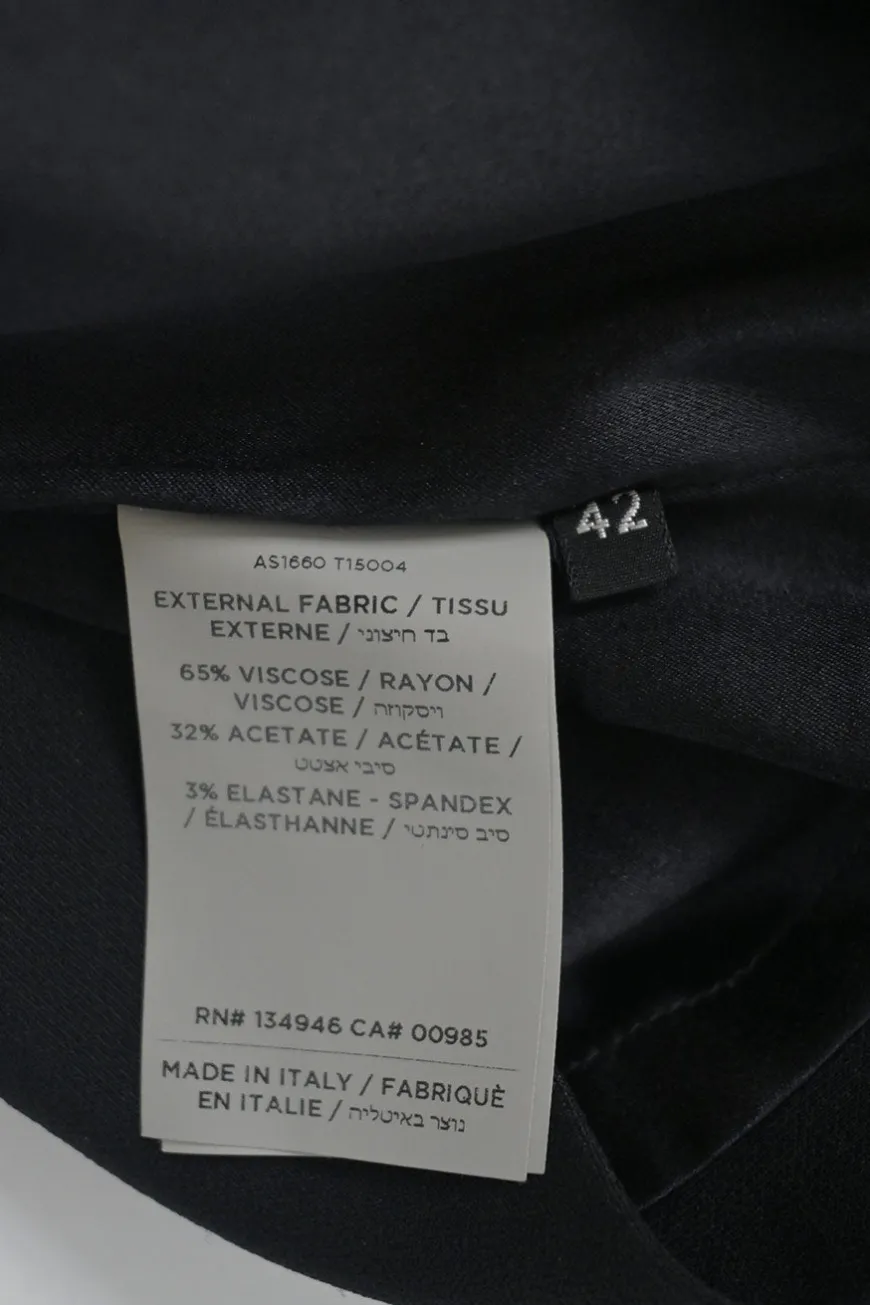 42
AS1660 T15004
EXTERNAL FABRIC / TISSU
EXTERNE / בד חיצוני
65% VISCOSE / RAYON /
VISCOSE / ויסקוזה
32% ACETATE / ACÉTATE /
סיבי אצטט
3% ELASTANE - SPANDEX
/ ÉLASTHANNE / סיב סינתטי
RN# 134946 CA# 00985
MADE IN ITALY / FABRIQUÈ
EN ITALIE / נוצר באיטליה